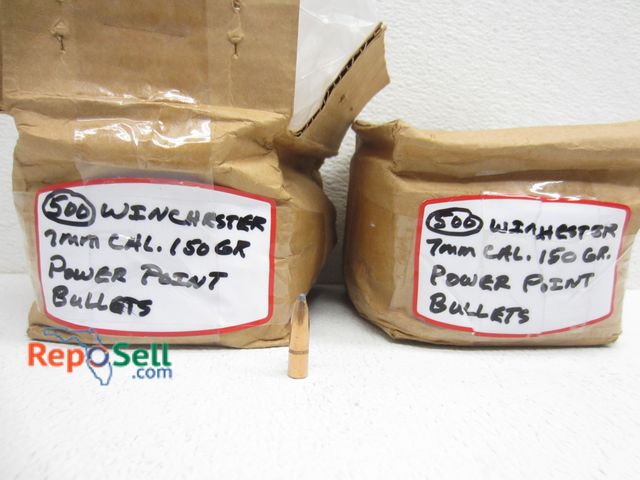 500 WINCHESTER
7mm CAL. 150 GR
POWER POINT
BULLETS
500 WINHESTER
7mm CAL. 150 GR.
POWER POINT
BULLETS
RepoSell
.com